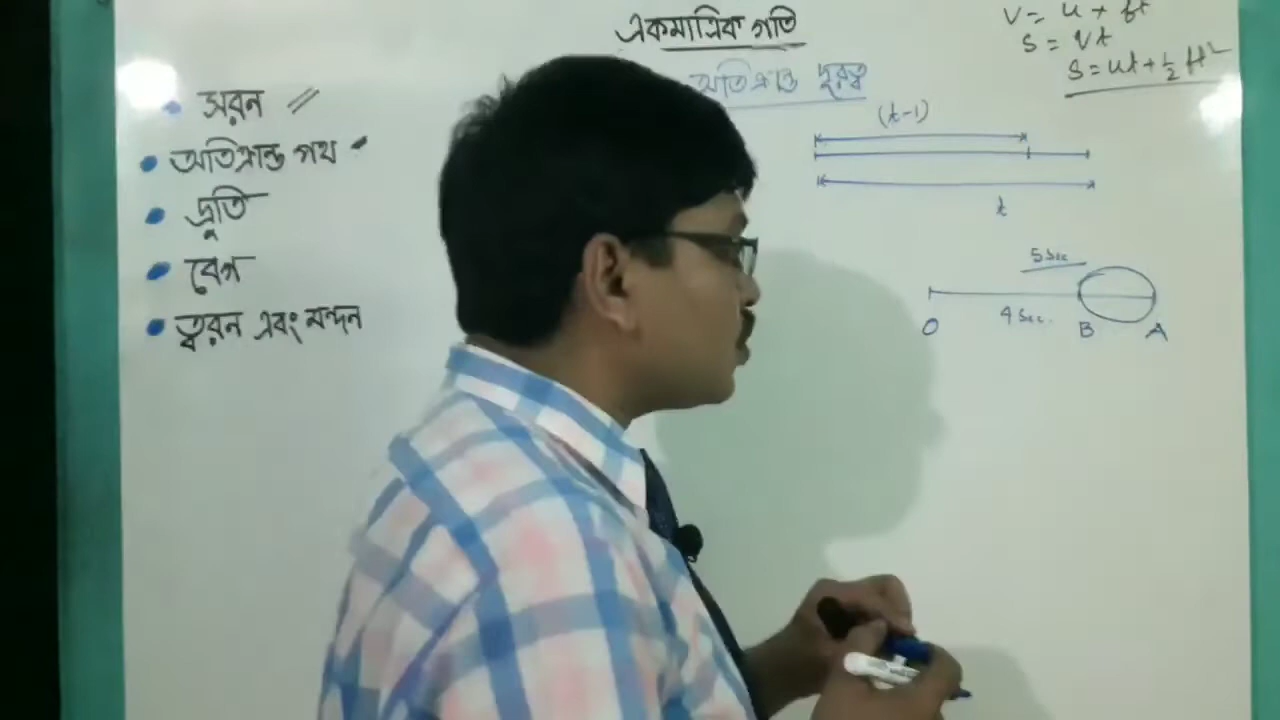 একমাত্রিক গতি
অতিক্রান্ত দুরত্ব
V = u + ft
S = Vt
S = ut + ½ ft²
সরন
অতিক্রান্ত পথ
দ্রুতি
বেগ
ত্বরন এবং মন্দন
(t-1)
t
5 Sec
4 Sec.
O B A